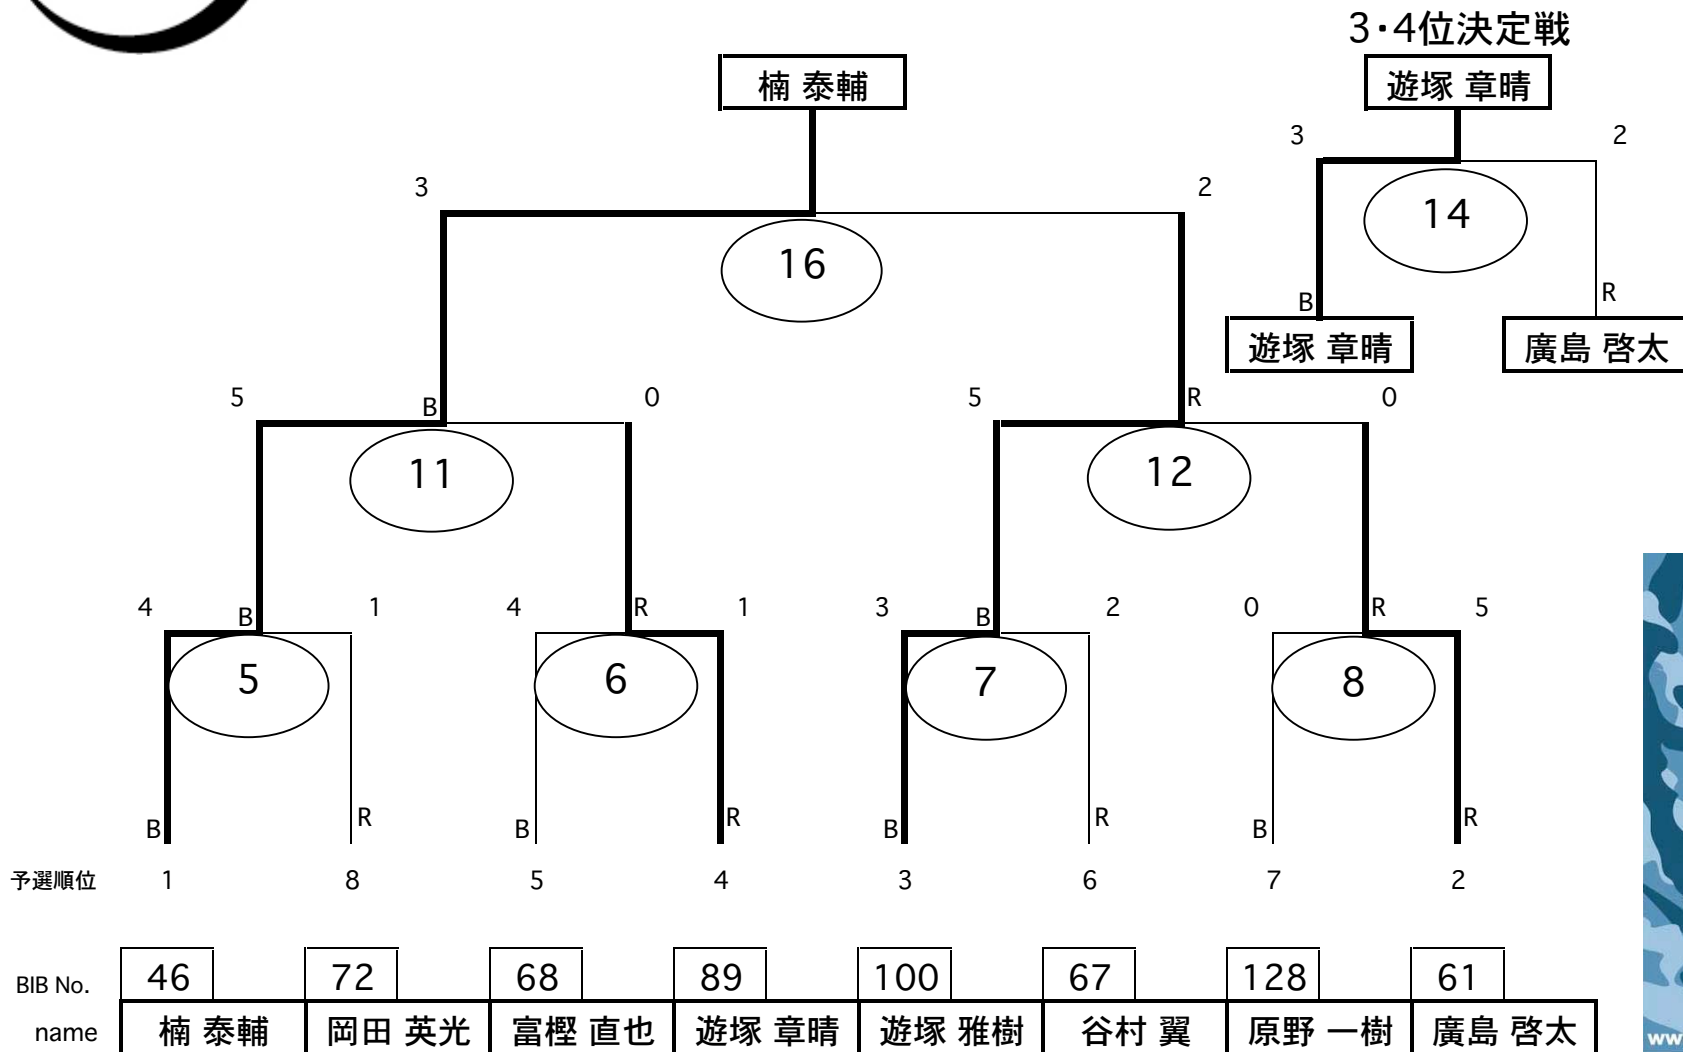 3・4位決定戦
楠 泰輔 遊塚 章晴
3 2
3 2
16 14
B R
遊塚 章晴 廣島 啓太
5 B 0 5 R 0
11 12
4 B 1 4 R 1 3 B 2 0 R 5
5 6 7 8
B R B R B R B R
予選順位 1 8 5 4 3 6 7 2
BIB No. 46 72 68 89 100 67 128 61
name 楠 泰輔 岡田 英光 富樫 直也 遊塚 章晴 遊塚 雅樹 谷村 翼 原野 一樹 廣島 啓太